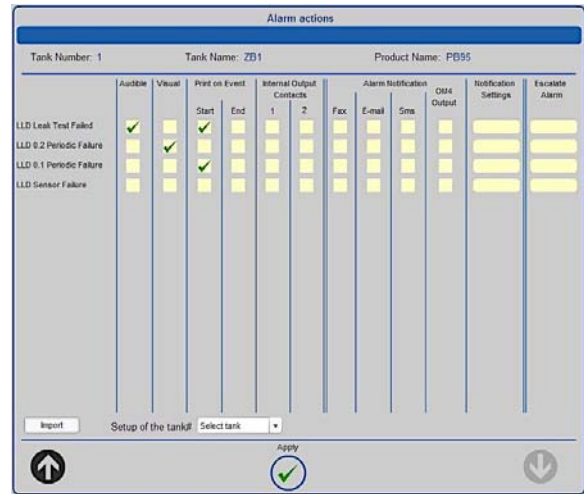 Alarm actions
Tank Number: 1 Tank Name: ZB1 Product Name: PB95
Audible Visual Print on Event Internal Output Contacts Alarm Notification Notification Settings Escalate Alarm
Start End 1 2 Fax E-mail Sms OM4 Output
LLD Leak Test Failed
LLD 0.2 Periodic Failure
LLD 0.1 Periodic Failure
LLD Sensor Failure
Import Setup of the tank# Select tank
Apply